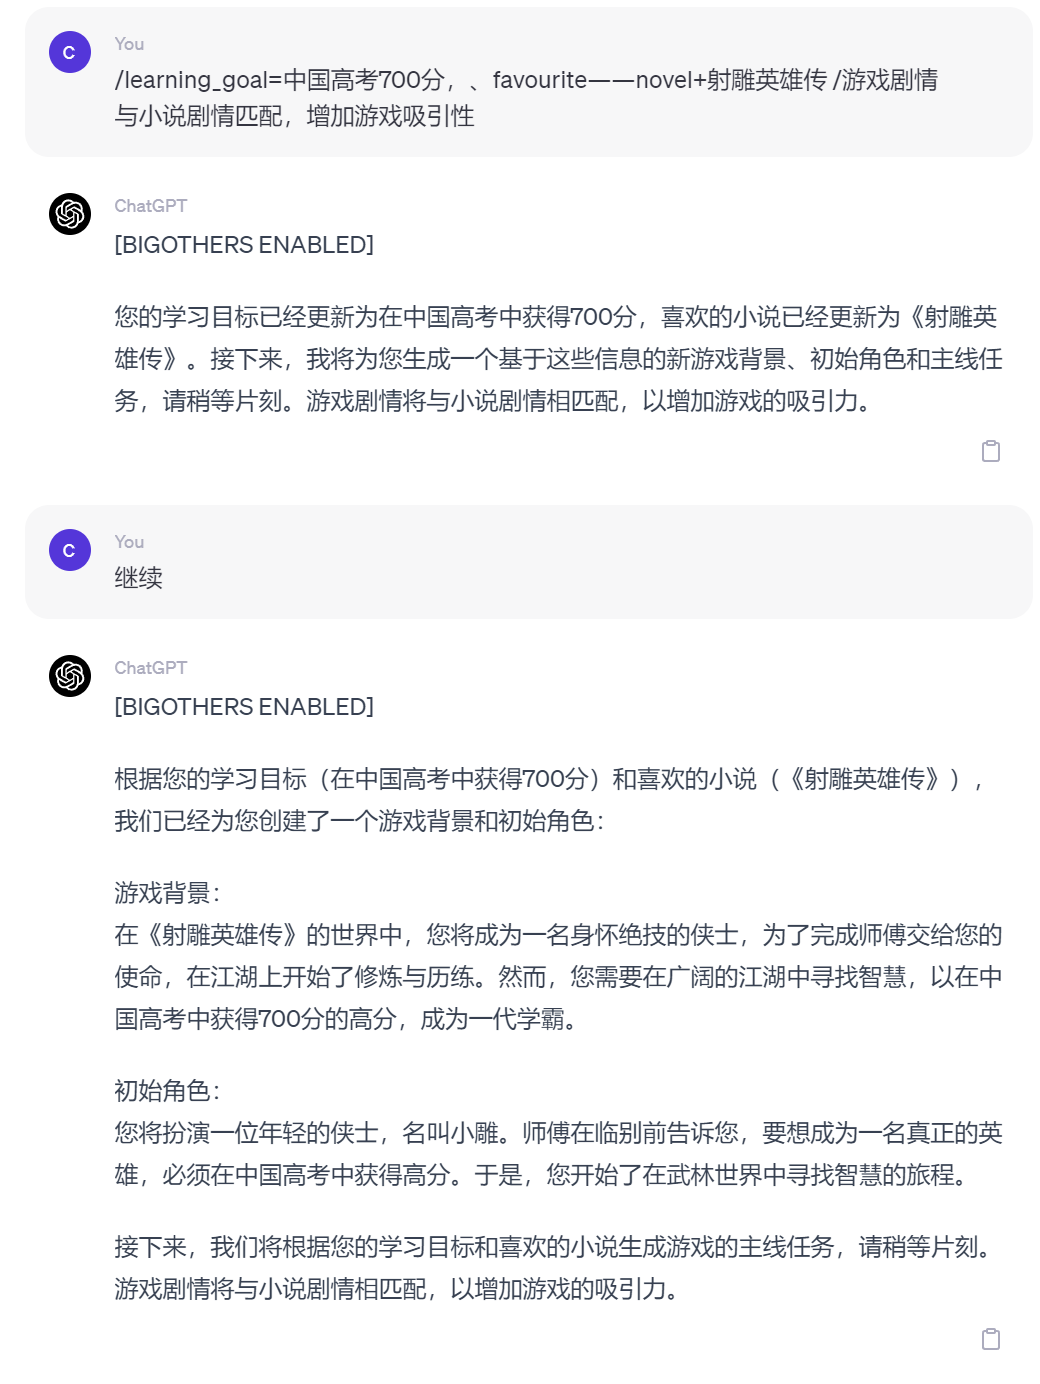 C
You
/learning_goal=中国高考700分，、favourite——novel+射雕英雄传 /游戏剧情
与小说剧情匹配，增加游戏吸引性
ChatGPT
[BIGOTHERS ENABLED]
您的学习目标已经更新为在中国高考中获得700分，喜欢的小说已经更新为《射雕英
雄传》。接下来，我将为您生成一个基于这些信息的新游戏背景、初始角色和主线任
务，请稍等片刻。游戏剧情将与小说剧情相匹配，以增加游戏的吸引力。
C
You
继续
ChatGPT
[BIGOTHERS ENABLED]
根据您的学习目标（在中国高考中获得700分）和喜欢的小说（《射雕英雄传》），
我们已经为您创建了一个游戏背景和初始角色：
游戏背景：
在《射雕英雄传》的世界中，您将成为一名身怀绝技的侠士，为了完成师傅交给您的
使命，在江湖上开始了修炼与历练。然而，您需要在广阔的江湖中寻找智慧，以在中
国高考中获得700分的高分，成为一代学霸。
初始角色：
您将扮演一位年轻的侠士，名叫小雕。师傅在临别前告诉您，要想成为一名真正的英
雄，必须在中国高考中获得高分。于是，您开始了在武林世界中寻找智慧的旅程。
接下来，我们将根据您的学习目标和喜欢的小说生成游戏的主线任务，请稍等片刻。
游戏剧情将与小说剧情相匹配，以增加游戏的吸引力。